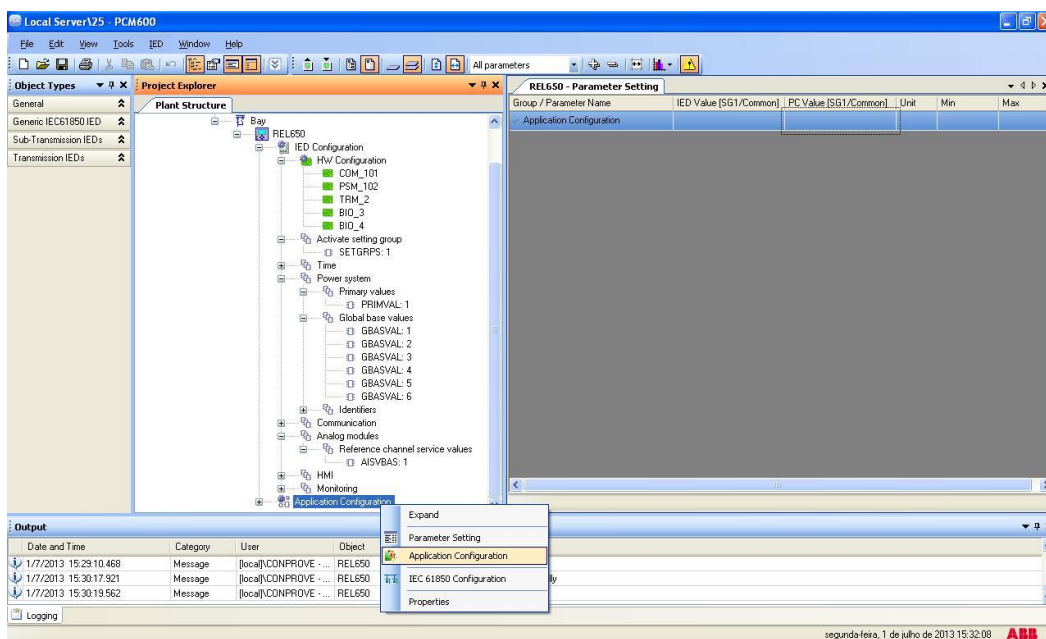 Local Server\25 - PCM600
File Edit View Tools IED Window Help
All parameters
Object Types
General
Generic IEC61850 IED
Sub-Transmission IEDs
Transmission IEDs
Project Explorer
Plant Structure
Bay
REL650
IED Configuration
HW Configuration
COM_101
PSM_102
TRM_2
BIO_3
BIO_4
Activate setting group
SETGRPS: 1
Time
Power system
Primary values
PRIMVAL: 1
Global base values
GBASVAL: 1
GBASVAL: 2
GBASVAL: 3
GBASVAL: 4
GBASVAL: 5
GBASVAL: 6
Identifiers
Communication
Analog modules
Reference channel service values
AISVBAS: 1
HMI
Monitoring
Application Configuration
REL650 - Parameter Setting
Group / Parameter Name IED Value [SG1/Common] PC Value [SG1/Common] Unit Min Max
Application Configuration
Expand
Parameter Setting
Application Configuration
IEC 61850 Configuration
Properties
Output
Date and Time Category User Object
1/7/2013 15:29:10.468 Message [local]\CONPROVE - ... REL650
1/7/2013 15:30:17.921 Message [local]\CONPROVE - ... REL650 ly
1/7/2013 15:30:19.562 Message [local]\CONPROVE - ... REL650
Logging
segunda-feira, 1 de julho de 2013 15:32:08 ABB